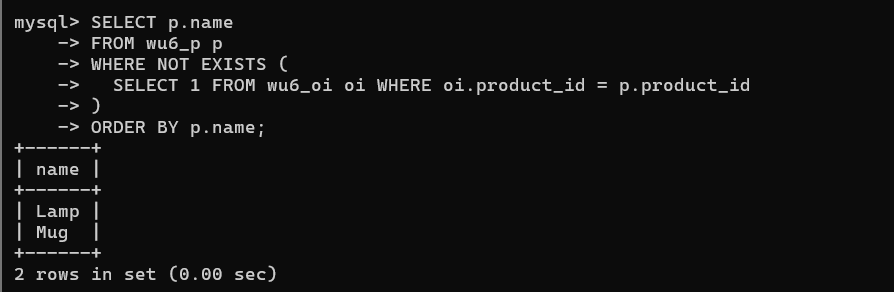 mysql> SELECT p.name
    -> FROM wu6_p p
    -> WHERE NOT EXISTS (
    ->   SELECT 1 FROM wu6_oi oi WHERE oi.product_id = p.product_id
    -> )
    -> ORDER BY p.name;
+------+
| name |
+------+
| Lamp |
| Mug  |
+------+
2 rows in set (0.00 sec)